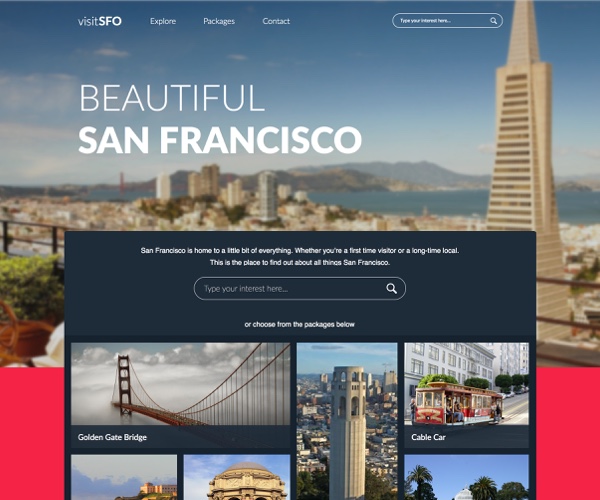 visitSFO
Explore
Packages
Contact
Type your interest here...
BEAUTIFUL
SAN FRANCISCO
San Francisco is home to a little bit of everything. Whether you're a first time visitor or a long-time local.
This is the place to find out about all things San Francisco.
Type your interest here...
or choose from the packages below
Golden Gate Bridge
Cable Car